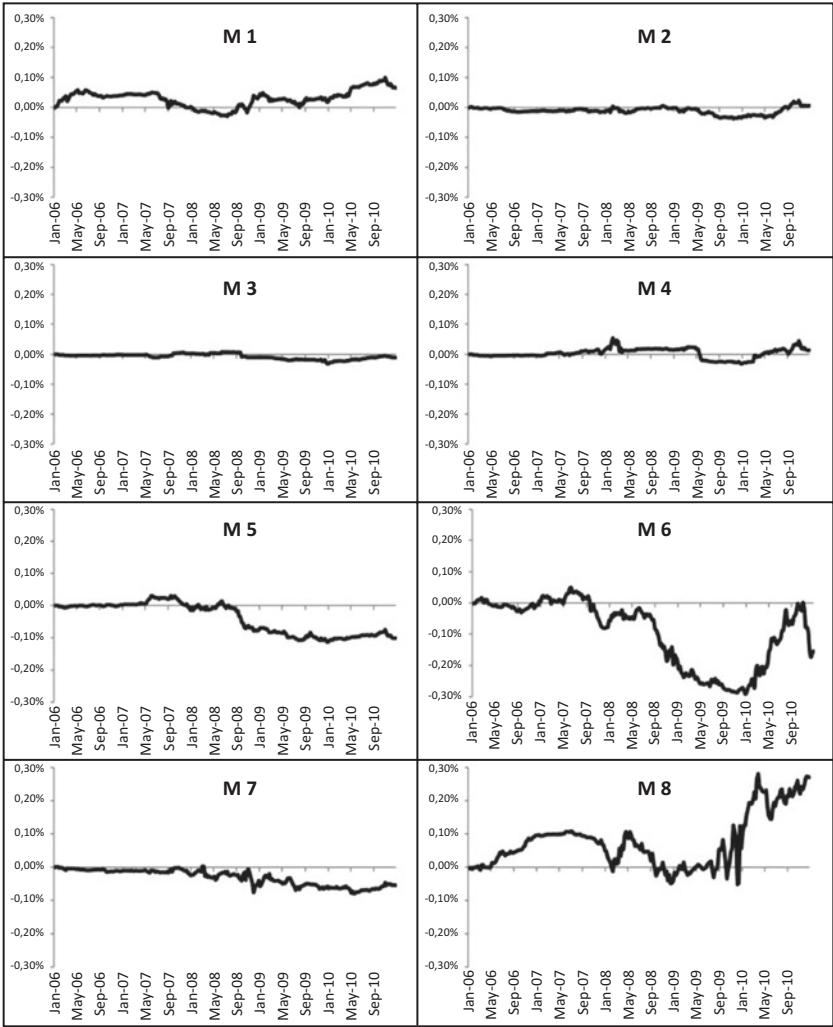 M 1
0,30%
0,20%
0,10%
0,00%
-0,10%
-0,20%
-0,30%
Jan-06
May-06
Sep-06
Jan-07
May-07
Sep-07
Jan-08
May-08
Sep-08
Jan-09
May-09
Sep-09
Jan-10
May-10
Sep-10
M 2
0,30%
0,20%
0,10%
0,00%
-0,10%
-0,20%
-0,30%
Jan-06
May-06
Sep-06
Jan-07
May-07
Sep-07
Jan-08
May-08
Sep-08
Jan-09
May-09
Sep-09
Jan-10
May-10
Sep-10
M 3
0,30%
0,20%
0,10%
0,00%
-0,10%
-0,20%
-0,30%
Jan-06
May-06
Sep-06
Jan-07
May-07
Sep-07
Jan-08
May-08
Sep-08
Jan-09
May-09
Sep-09
Jan-10
May-10
Sep-10
M 4
0,30%
0,20%
0,10%
0,00%
-0,10%
-0,20%
-0,30%
Jan-06
May-06
Sep-06
Jan-07
May-07
Sep-07
Jan-08
May-08
Sep-08
Jan-09
May-09
Sep-09
Jan-10
May-10
Sep-10
M 5
0,30%
0,20%
0,10%
0,00%
-0,10%
-0,20%
-0,30%
Jan-06
May-06
Sep-06
Jan-07
May-07
Sep-07
Jan-08
May-08
Sep-08
Jan-09
May-09
Sep-09
Jan-10
May-10
Sep-10
M 6
0,30%
0,20%
0,10%
0,00%
-0,10%
-0,20%
-0,30%
Jan-06
May-06
Sep-06
Jan-07
May-07
Sep-07
Jan-08
May-08
Sep-08
Jan-09
May-09
Sep-09
Jan-10
May-10
Sep-10
M 7
0,30%
0,20%
0,10%
0,00%
-0,10%
-0,20%
-0,30%
Jan-06
May-06
Sep-06
Jan-07
May-07
Sep-07
Jan-08
May-08
Sep-08
Jan-09
May-09
Sep-09
Jan-10
May-10
Sep-10
M 8
0,30%
0,20%
0,10%
0,00%
-0,10%
-0,20%
-0,30%
Jan-06
May-06
Sep-06
Jan-07
May-07
Sep-07
Jan-08
May-08
Sep-08
Jan-09
May-09
Sep-09
Jan-10
May-10
Sep-10